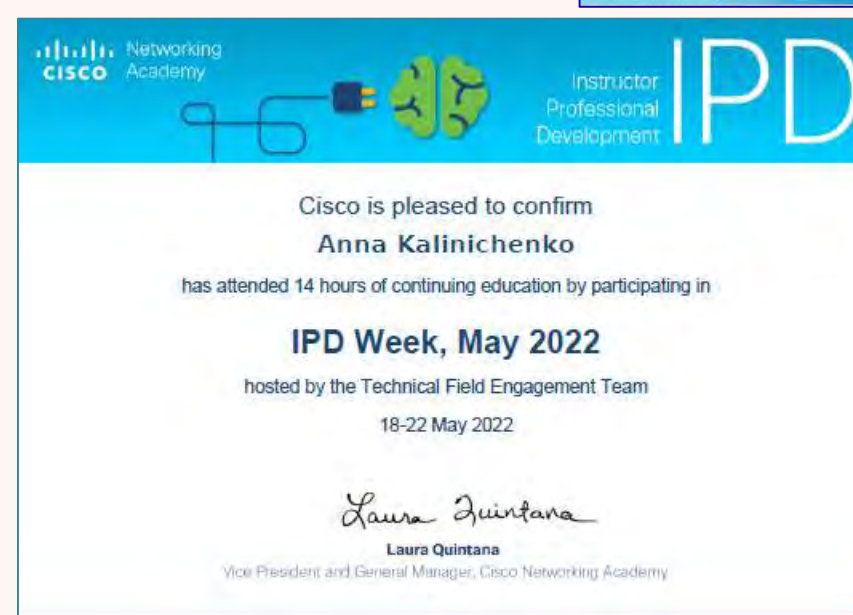 Networking
CISCO Academy
Instructor
Professional
Development
IPD
Cisco is pleased to confirm
Anna Kalinichenko
has attended 14 hours of continuing education by participating in
IPD Week, May 2022
hosted by the Technical Field Engagement Team
18-22 May 2022
Laura Quintana
Laura Quintana
Vice President and General Manager, Cisco Networking Academy